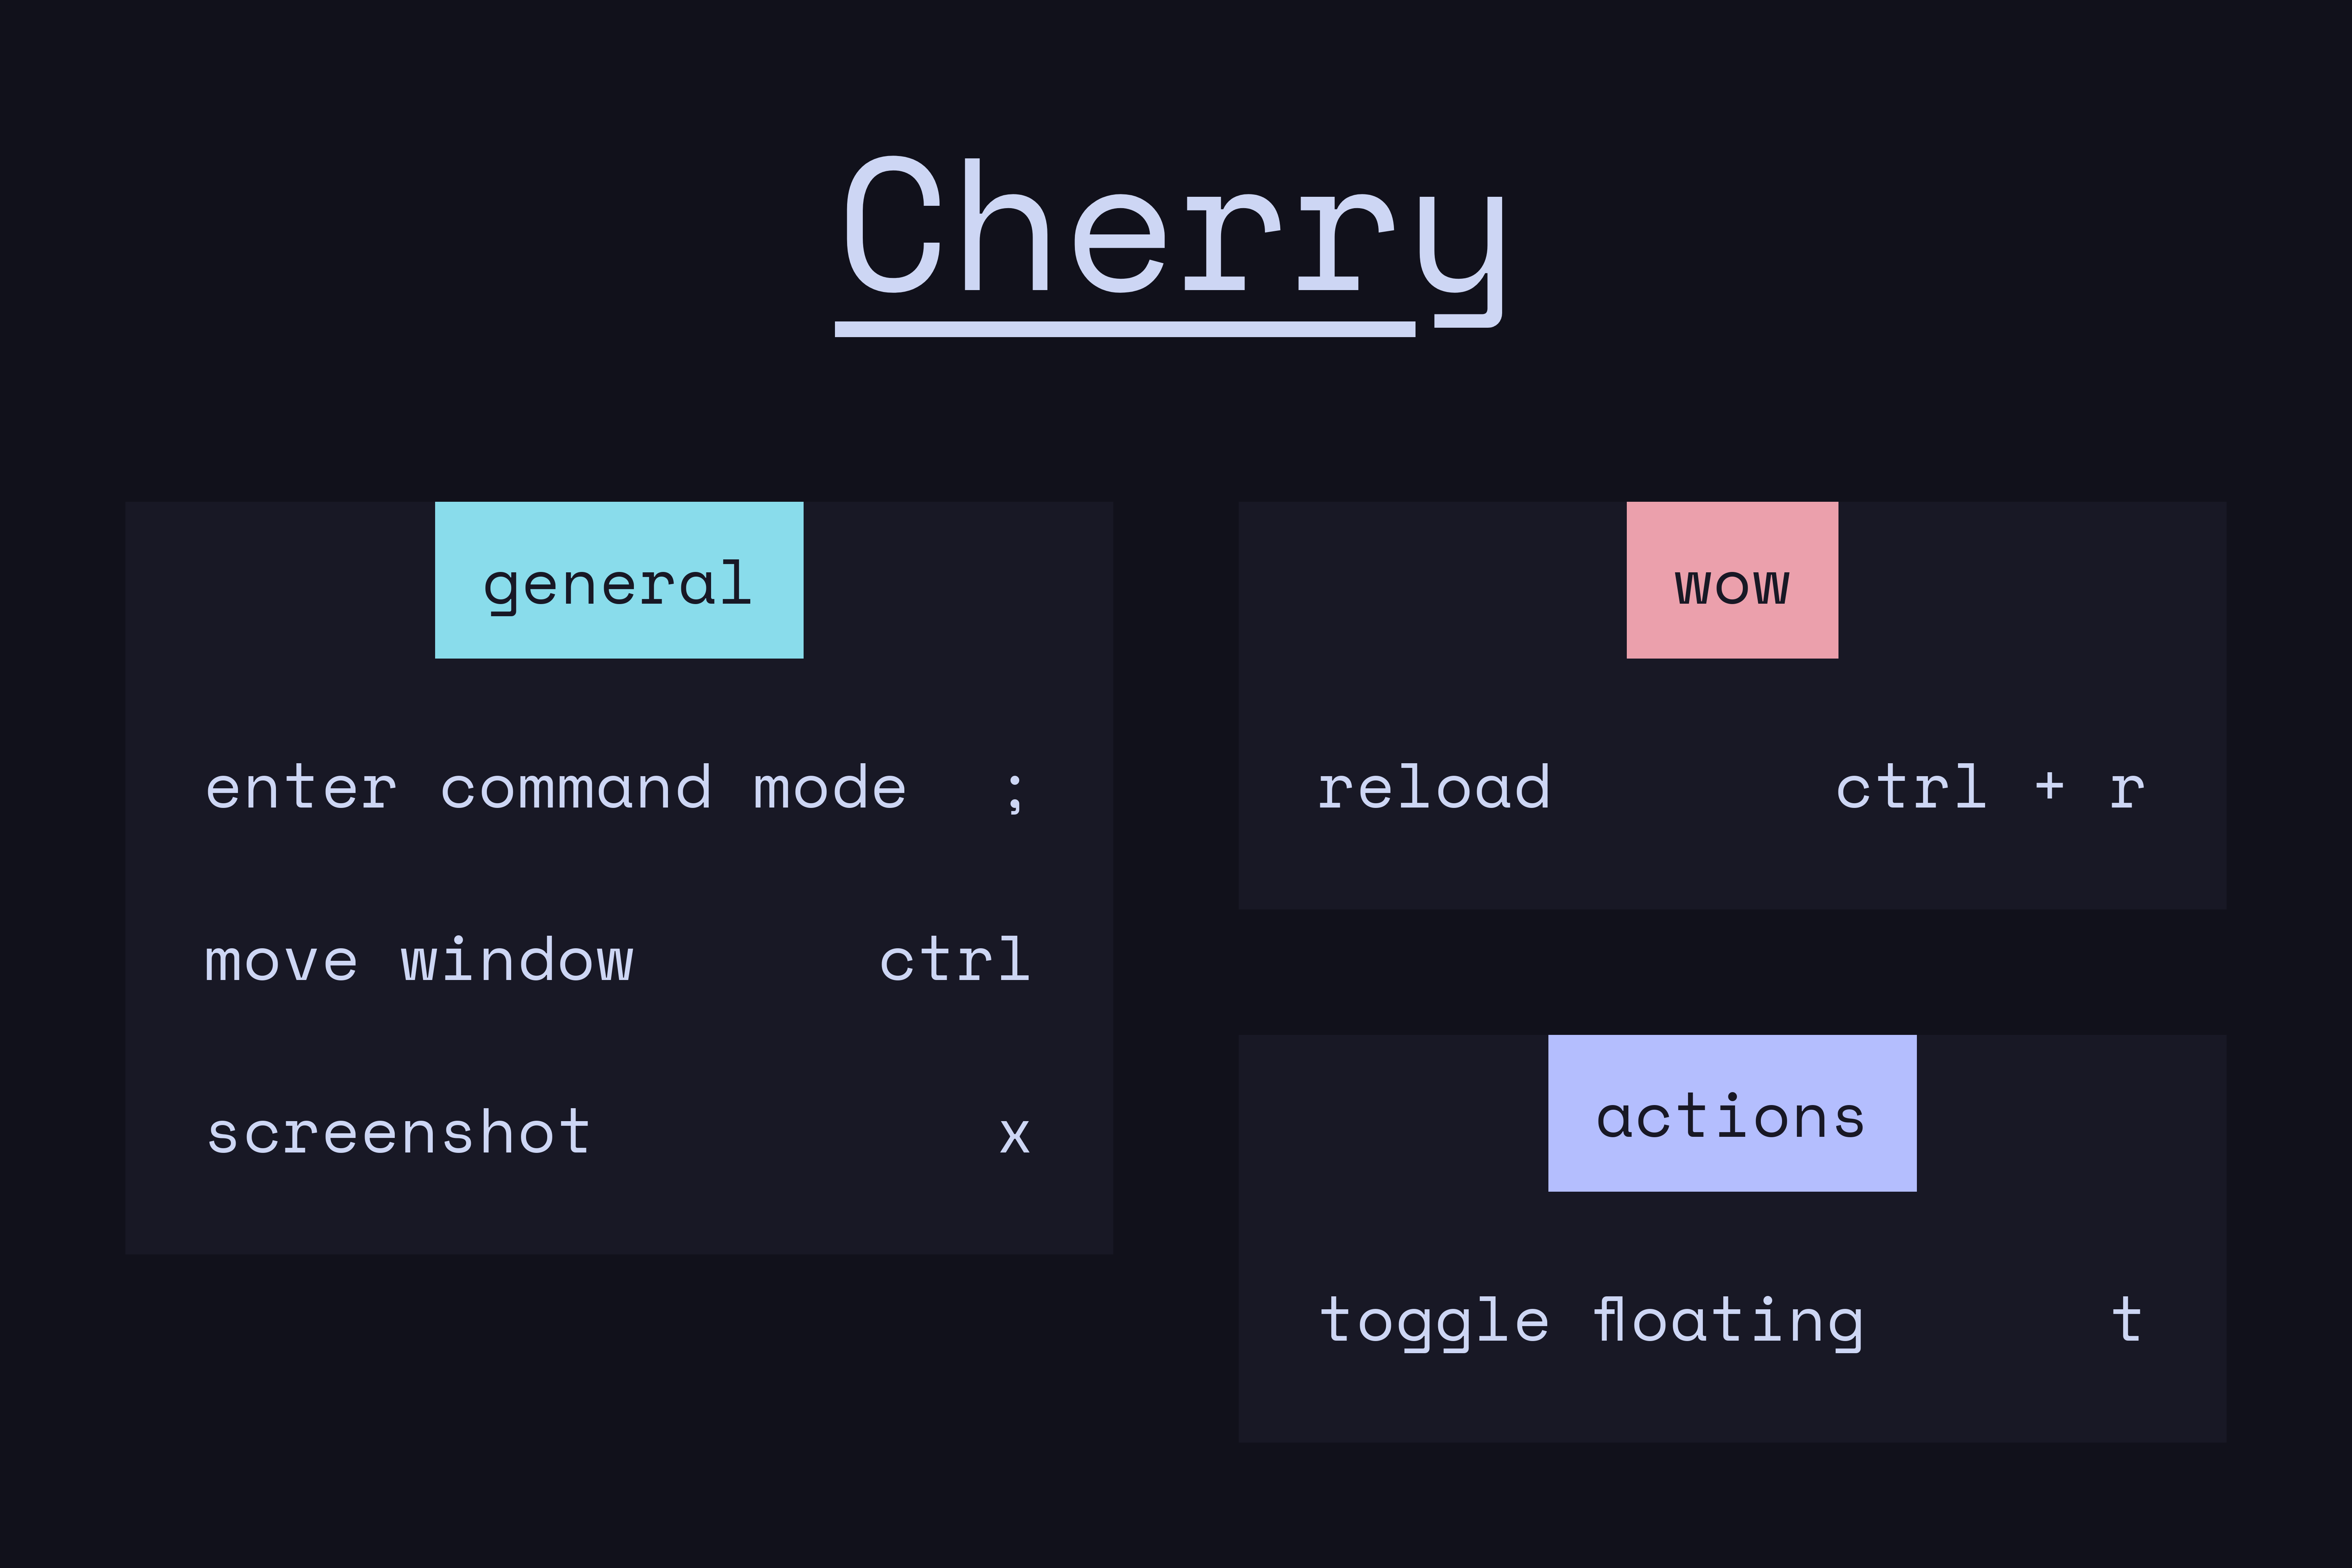 Cherry
general
enter command mode ;
move window ctrl
screenshot x
wow
reload ctrl + r
actions
toggle floating t